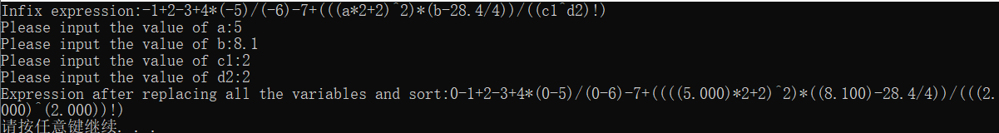 Infix expression:-1+2-3+4*(-5)/(-6)-7+(((a*2+2)^2)*(b-28.4/4))/((c1^d2)!)
Please input the value of a:5
Please input the value of b:8.1
Please input the value of c1:2
Please input the value of d2:2
Expression after replacing all the variables and sort:0-1+2-3+4*(0-5)/(0-6)-7+((((5.000)*2+2)^2)*((8.100)-28.4/4))/(((2.
000)^(2.000))!)
请按任意键继续. . .